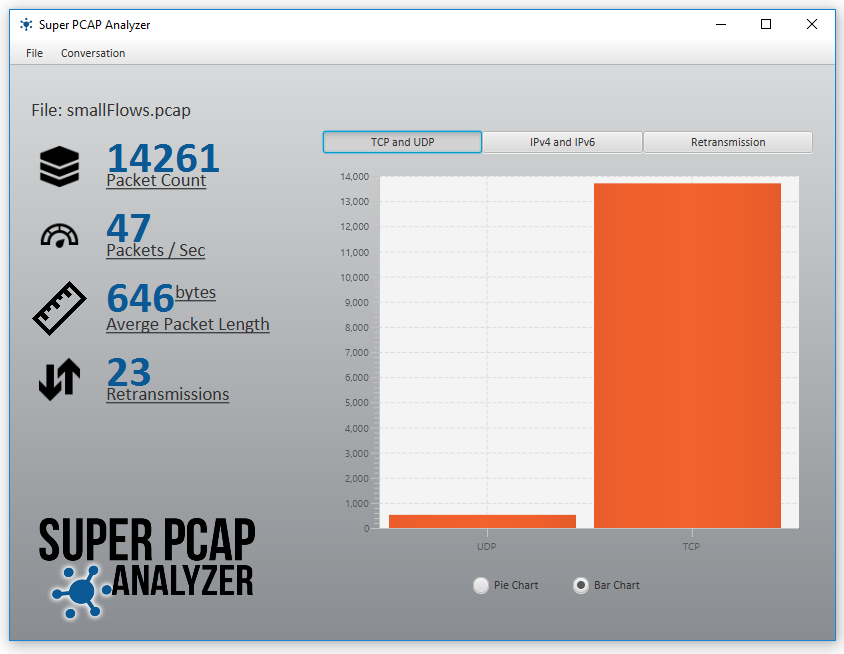 Super PCAP Analyzer
File Conversation
File: smallFlows.pcap
14261
Packet Count
47
Packets / Sec
646 bytes
Averge Packet Length
23
Retransmissions
SUPER PCAP
ANALYZER
TCP and UDP IPv4 and IPv6 Retransmission
14,000
13,000
12,000
11,000
10,000
9,000
8,000
7,000
6,000
5,000
4,000
3,000
2,000
1,000
0
UDP TCP
Pie Chart Bar Chart